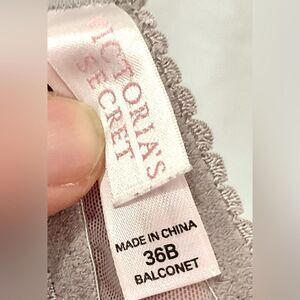 VICTORIA'S
SECRET
MADE IN CHINA
36B
BALCONET